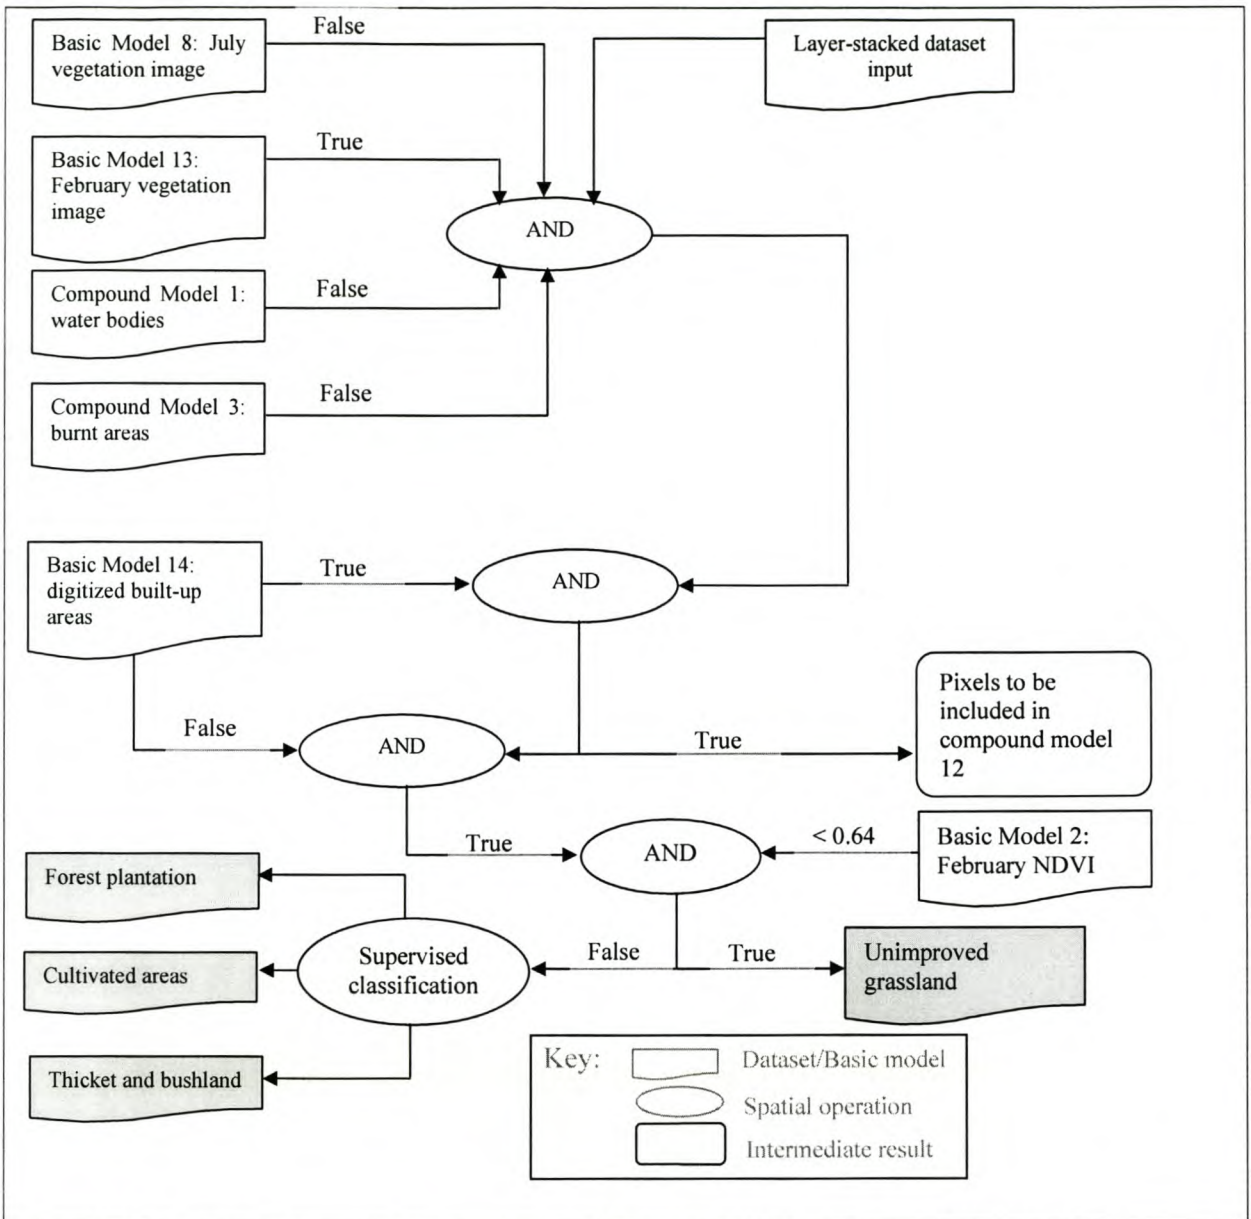 Basic Model 8: July
vegetation image
False
Layer-stacked dataset
input
Basic Model 13:
February vegetation
image
True
AND
Compound Model 1:
water bodies
False
Compound Model 3:
burnt areas
False
Basic Model 14:
digitized built-up
areas
True
AND
False
AND
True
Pixels to be
included in
compound model
12
True
AND
< 0.64
Basic Model 2:
February NDVI
Forest plantation
Supervised
classification
False
True
Unimproved
grassland
Cultivated areas
Thicket and bushland
Key:
Dataset/Basic model
Spatial operation
Intermediate result